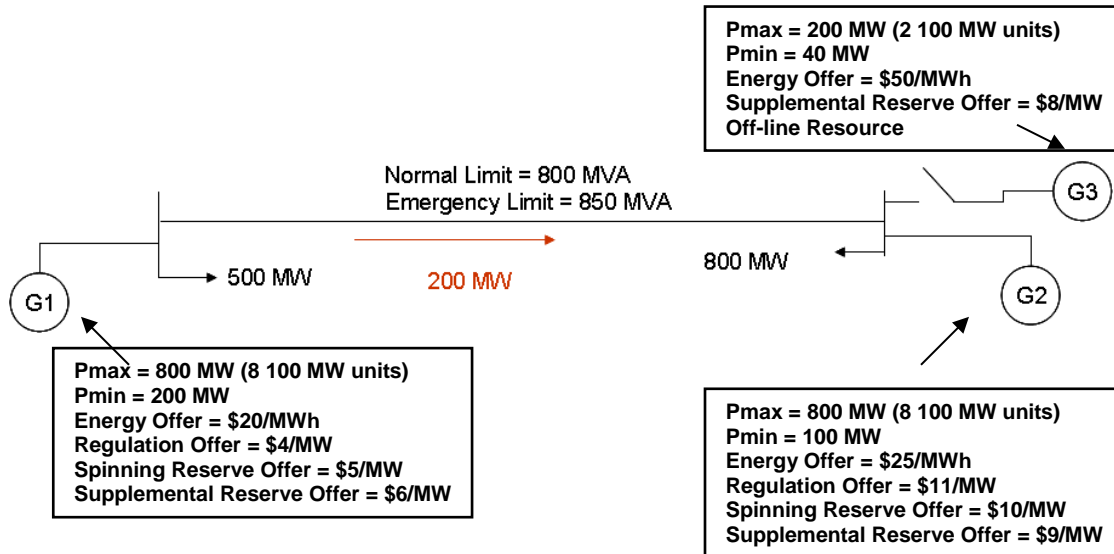 Pmax = 200 MW (2 100 MW units)
Pmin = 40 MW
Energy Offer = $50/MWh
Supplemental Reserve Offer = $8/MW
Off-line Resource
Normal Limit = 800 MVA
Emergency Limit = 850 MVA
G3
500 MW
200 MW
800 MW
G1
G2
Pmax = 800 MW (8 100 MW units)
Pmin = 200 MW
Energy Offer = $20/MWh
Regulation Offer = $4/MW
Spinning Reserve Offer = $5/MW
Supplemental Reserve Offer = $6/MW
Pmax = 800 MW (8 100 MW units)
Pmin = 100 MW
Energy Offer = $25/MWh
Regulation Offer = $11/MW
Spinning Reserve Offer = $10/MW
Supplemental Reserve Offer = $9/MW